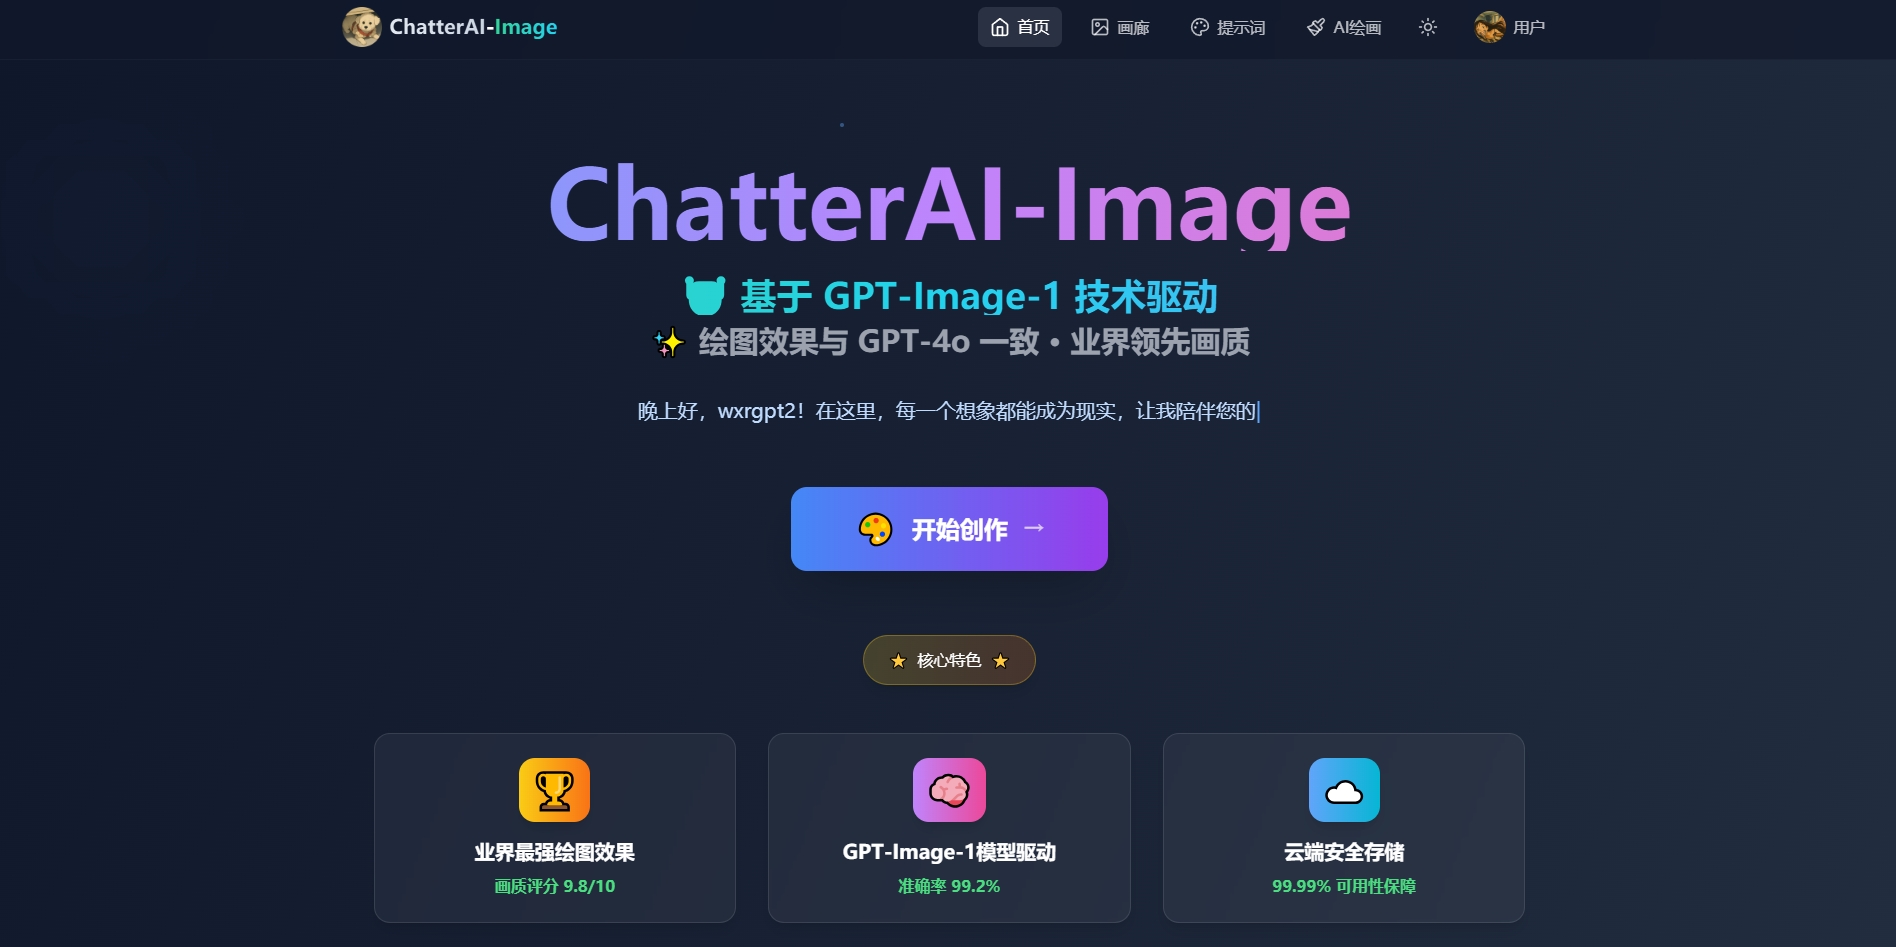 ChatterAI-Image
首页
画廊
提示词
AI绘画
用户
ChatterAI-Image
基于 GPT-Image-1 技术驱动
✨ 绘图效果与 GPT-4o 一致 • 业界领先画质
晚上好，wxrgpt2！在这里，每一个想象都能成为现实，让我陪伴您的|
🎨 开始创作 →
⭐ 核心特色 ⭐
业界最强绘图效果
画质评分 9.8/10
GPT-Image-1模型驱动
准确率 99.2%
云端安全存储
99.99% 可用性保障